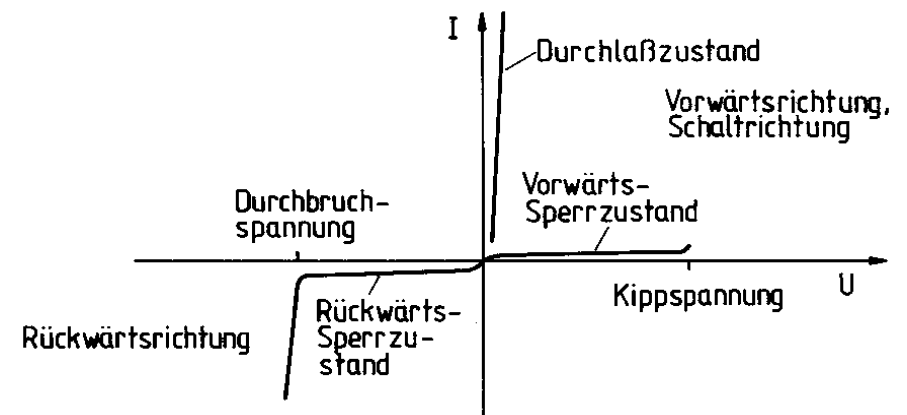 I
Durchlaßzustand
Vorwärtsrichtung,
Schaltrichtung
Vorwärts-
Sperrzustand
Durchbruch-
spannung
U
Kippspannung
Rückwärts-
Sperrzu-
stand
Rückwärtsrichtung